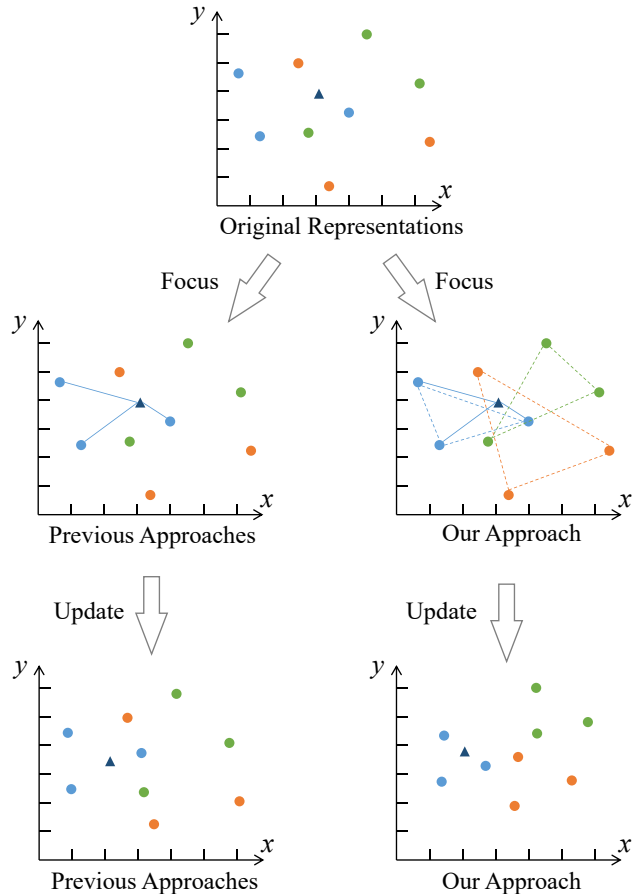 y
x
Original Representations
Focus
Focus
y
y
x
x
Previous Approaches
Our Approach
Update
Update
y
y
x
x
Previous Approaches
Our Approach